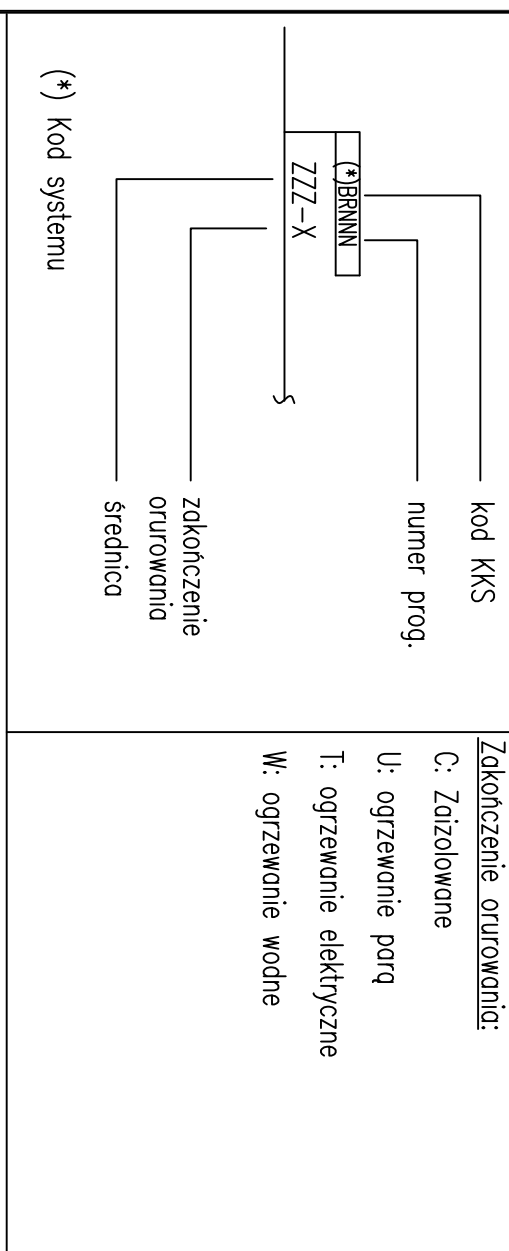 kod KKS
numer prog.
(*)BRNNN
ZZZ-X
zakończenie
orurowania
średnica
(*) Kod systemu
Zakończenie orurowania:
C: Zaizolowane
U: ogrzewanie parą
T: ogrzewanie elektryczne
W: ogrzewanie wodne